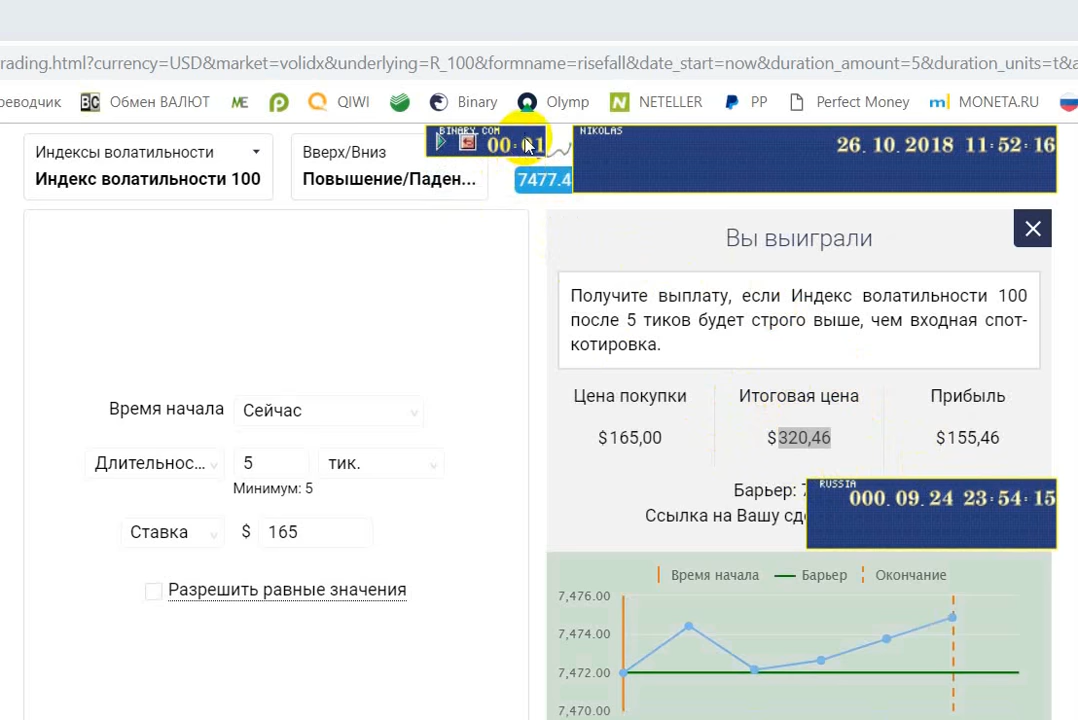 rading.html?currency=USD&market=volidx&underlying=R_100&formname=risefall&date_start=now&duration_amount=5&duration_units=t&a
реводчик BC Обмен ВАЛЮТ ME QIWI Binary Olymp N NETELLER PP Perfect Money m MONETA.RU
BINARY COM
00:01
NIKOLAS
26.10.2018 11:52:16
Индексы волатильности
Индекс волатильности 100
Вверх/Вниз
Повышение/Паден...
7477.4
Вы выиграли
Получите выплату, если Индекс волатильности 100
после 5 тиков будет строго выше, чем входная спот-
котировка.
Цена покупки Итоговая цена Прибыль
$165,00 $320,46 $155,46
Барьер: 7
Ссылка на Вашу сд
RUSSIA
000.09.24 23:54:15
Время начала Сейчас
Длительнос... 5 тик.
Минимум: 5
Ставка $ 165
Разрешить равные значения
Время начала Барьер Окончание
7,476.00
7,474.00
7,472.00
7,470.00